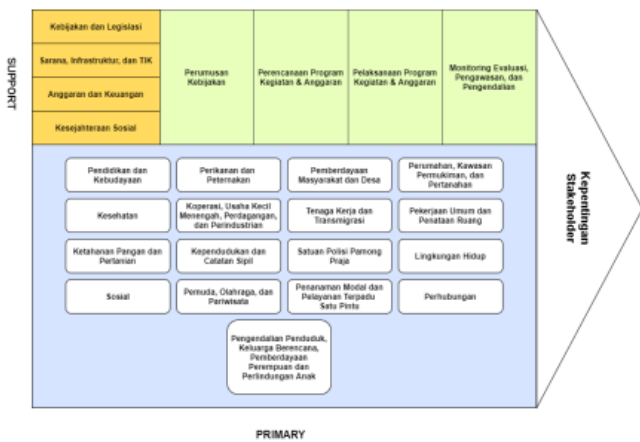 SUPPORT
Kebijakan dan Legislasi
Sarana, Infrastruktur, dan TIK
Anggaran dan Keuangan
Kesejahteraan Sosial
Perumusan
Kebijakan
Perencanaan Program
Kegiatan & Anggaran
Pelaksanaan Program
Kegiatan & Anggaran
Monitoring Evaluasi,
Pengawasan, dan
Pengendalian
Pendidikan dan
Kebudayaan
Perikanan dan
Peternakan
Pemberdayaan
Masyarakat dan Desa
Perumahan, Kawasan
Permukiman, dan
Pertanahan
Kesehatan
Koperasi, Usaha Kecil
Menengah, Perdagangan,
dan Perindustrian
Tenaga Kerja dan
Transmigrasi
Pekerjaan Umum dan
Penataan Ruang
Ketahanan Pangan dan
Pertanian
Kependudukan dan
Catatan Sipil
Satuan Polisi Pamong
Praja
Lingkungan Hidup
Sosial
Pemuda, Olahraga, dan
Pariwisata
Penanaman Modal dan
Pelayanan Terpadu
Satu Pintu
Perhubungan
Pengendalian Penduduk,
Keluarga Berencana,
Pemberdayaan
Perempuan dan
Perlindungan Anak
Kepentingan
Stakeholder
PRIMARY